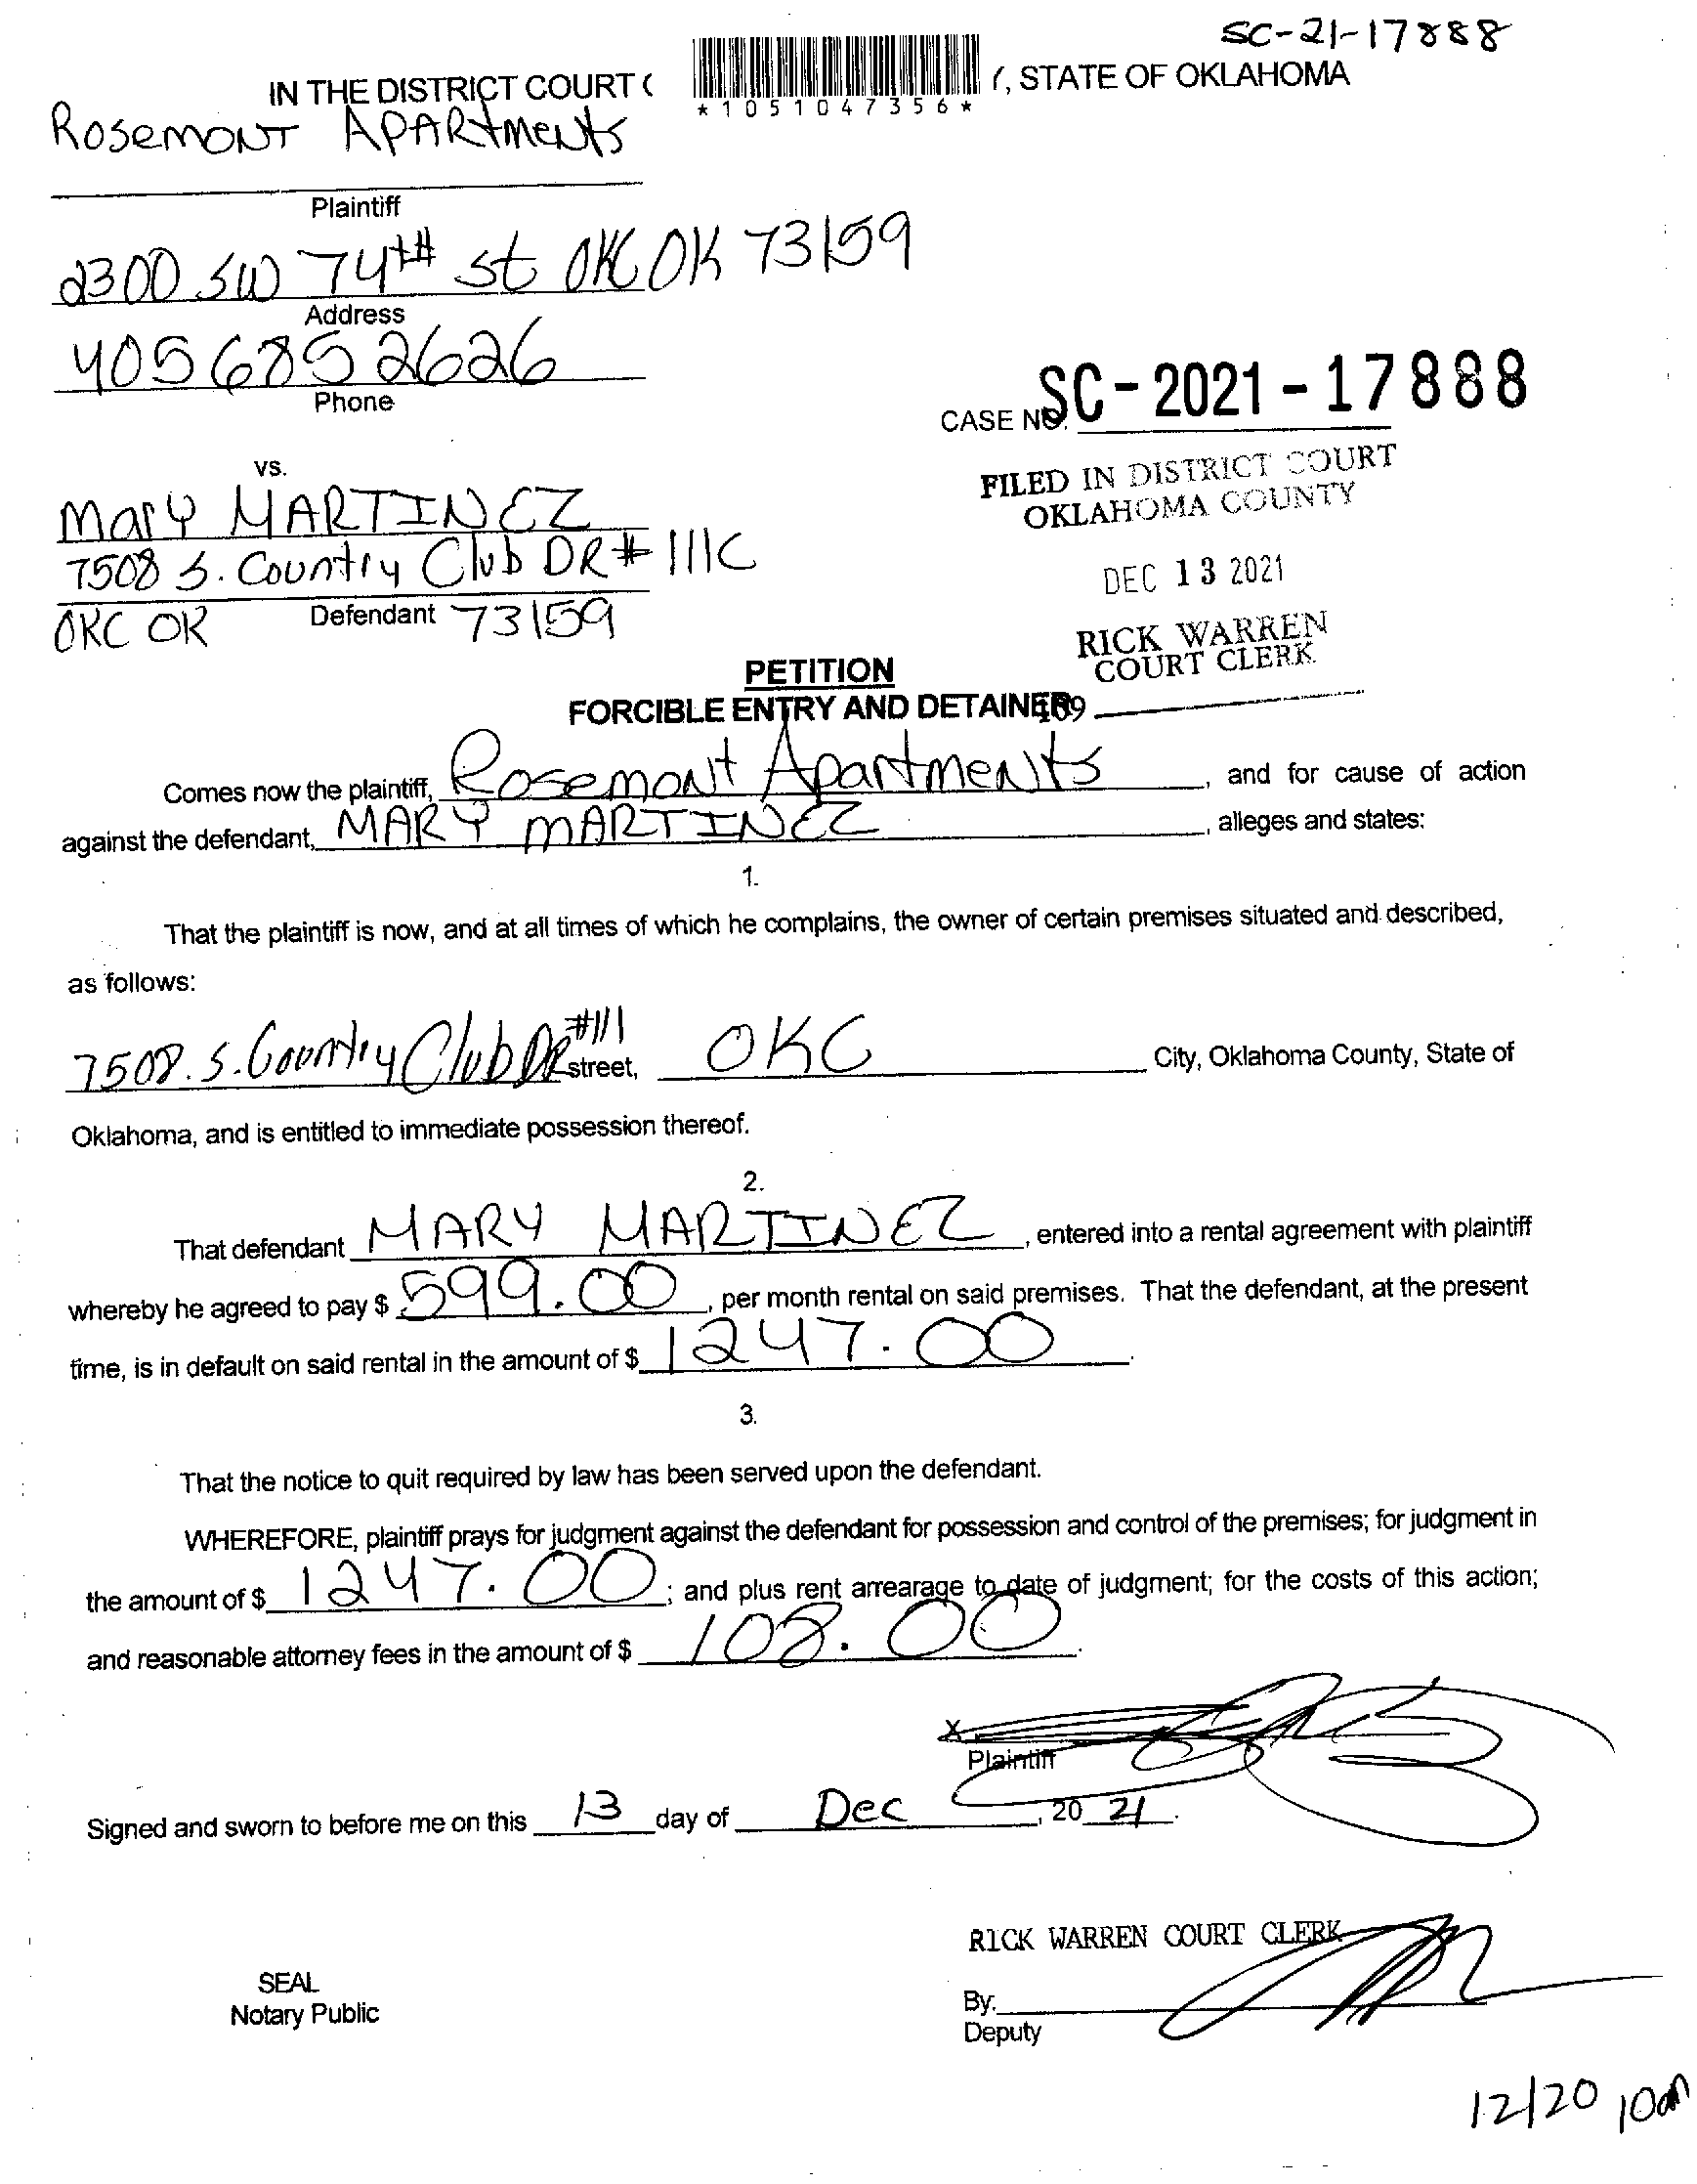 SC-21-17888
IN THE DISTRICT COURT
Y, STATE OF OKLAHOMA
*1051047356*
Rosemont Apartments
Plaintiff
2300 SW 74th St OKC OK 73159
Address
405 685 2626
Phone
CASE NO. SC-2021-17888
vs.
FILED IN DISTRICT COURT
OKLAHOMA COUNTY
Mary MARTINEZ
7508 S. Country Club DR # 111C
DEC 13 2021
OKC OK Defendant 73159
RICK WARREN
COURT CLERK
PETITION
FORCIBLE ENTRY AND DETAINER
Comes now the plaintiff, Rosemont Apartments, and for cause of action
against the defendant, MARY MARTINEZ, alleges and states:
1.
That the plaintiff is now, and at all times of which he complains, the owner of certain premises situated and described,
as follows:
7508. S. Country Club DR #111 street, OKC City, Oklahoma County, State of
Oklahoma, and is entitled to immediate possession thereof.
2.
That defendant MARY MARTINEZ, entered into a rental agreement with plaintiff
whereby he agreed to pay $ 599.00, per month rental on said premises. That the defendant, at the present
time, is in default on said rental in the amount of $ 1247.00.
3.
That the notice to quit required by law has been served upon the defendant.
WHEREFORE, plaintiff prays for judgment against the defendant for possession and control of the premises; for judgment in
the amount of $ 1247.00; and plus rent arrearage to date of judgment; for the costs of this action;
and reasonable attorney fees in the amount of $ 108.00.
X
Plaintiff
Signed and sworn to before me on this 13 day of Dec, 20 21.
RICK WARREN COURT CLERK
SEAL
Notary Public
By:
Deputy
12/20 10am